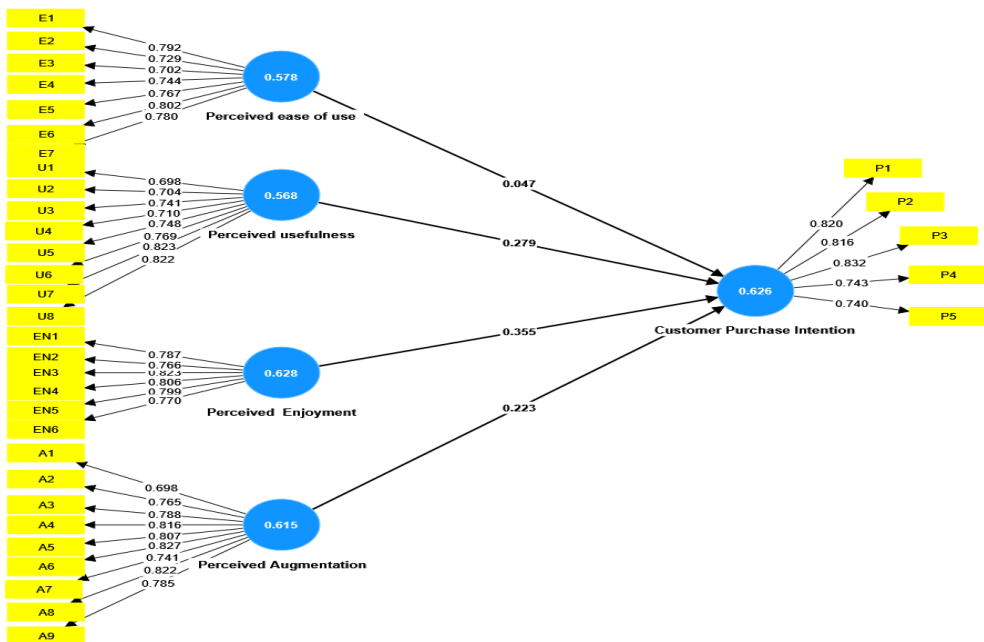 E1
E2
E3
E4
E5
E6
E7
0.792
0.729
0.702
0.744
0.767
0.802
0.780
0.578
Perceived ease of use
U1
U2
U3
U4
U5
U6
U7
U8
0.698
0.704
0.741
0.710
0.748
0.769
0.823
0.822
0.568
Perceived usefulness
EN1
EN2
EN3
EN4
EN5
EN6
0.787
0.766
0.823
0.806
0.799
0.770
0.628
Perceived Enjoyment
A1
A2
A3
A4
A5
A6
A7
A8
A9
0.698
0.765
0.788
0.816
0.807
0.827
0.741
0.822
0.785
0.615
Perceived Augmentation
0.047
0.279
0.355
0.223
0.626
Customer Purchase Intention
0.820
0.816
0.832
0.743
0.740
P1
P2
P3
P4
P5